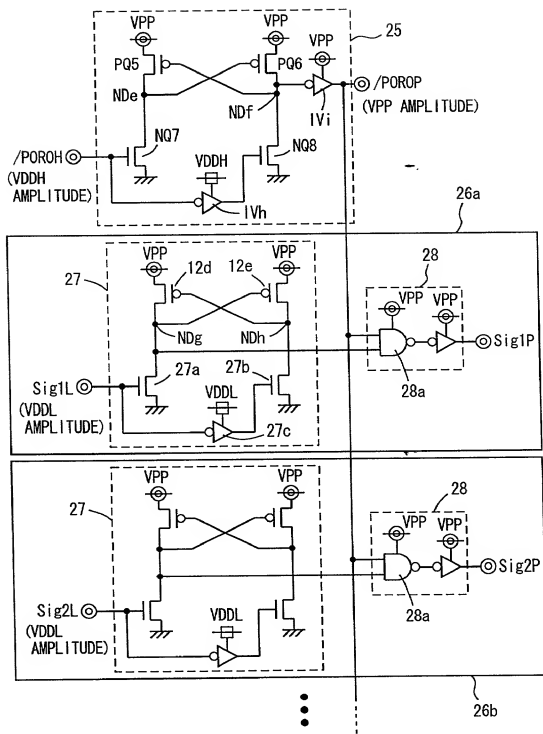 VPP VPP 25
PQ5 PQ6 VPP
NDe NDf /POROP
IVi (VPP AMPLITUDE)
NQ7 NQ8
/POROH VDDH
(VDDH
AMPLITUDE) IVh
26a
27 VPP 12d 12e VPP 28
VPP
NDg NDh Sig1P
27a 27b 28a
Sig1L VDDL
(VDDL
AMPLITUDE) 27c
27 VPP VPP 28
VPP
Sig2P
28a
Sig2L VDDL
(VDDL
AMPLITUDE)
26b